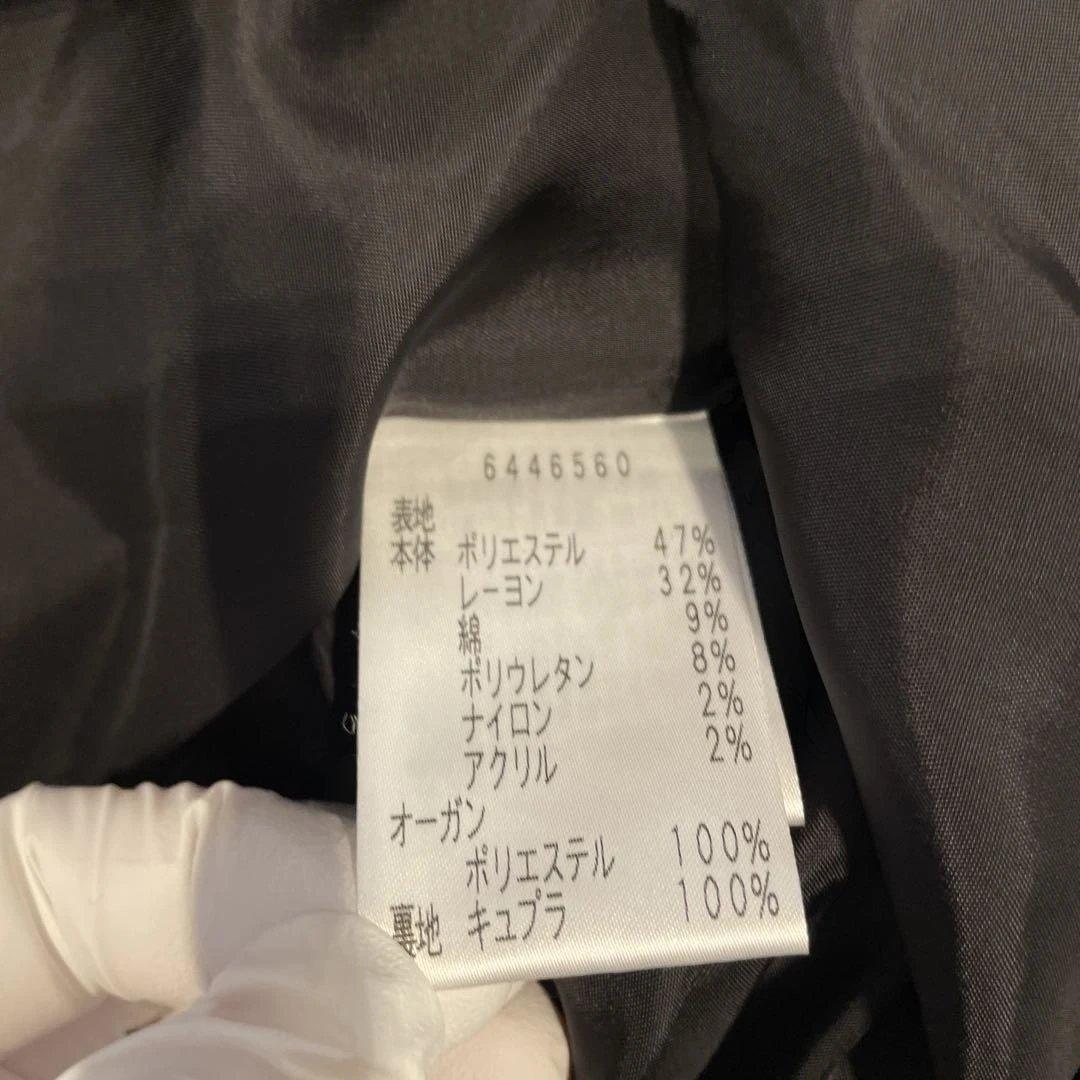 6446560
表地
本体 ポリエステル 47%
レーヨン 32%
綿 9%
ポリウレタン 8%
ナイロン 2%
アクリル 2%
オーガン
ポリエステル 100%
裏地 キュプラ 100%